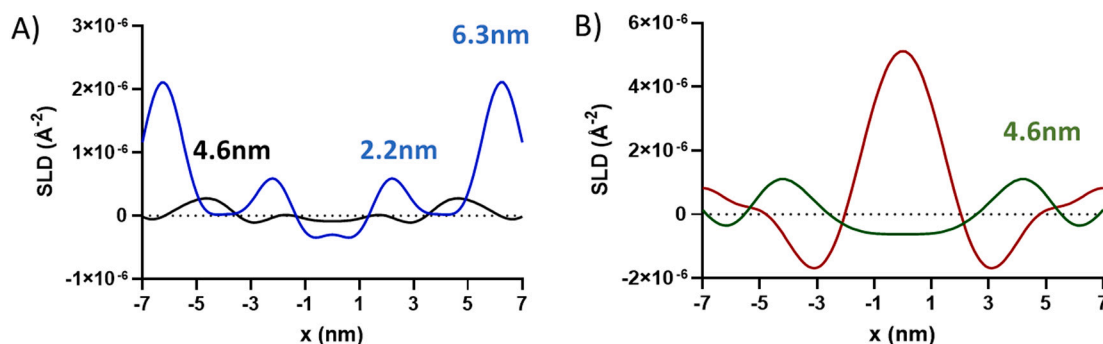 A)
6.3nm
3×10⁻⁶
2×10⁻⁶
1×10⁻⁶
0
-1×10⁻⁶
SLD (Å⁻²)
4.6nm
2.2nm
-7 -5 -3 -1 1 3 5 7
x (nm)
B)
6×10⁻⁶
4×10⁻⁶
2×10⁻⁶
0
-2×10⁻⁶
SLD (Å⁻²)
4.6nm
-7 -5 -3 -1 1 3 5 7
x (nm)